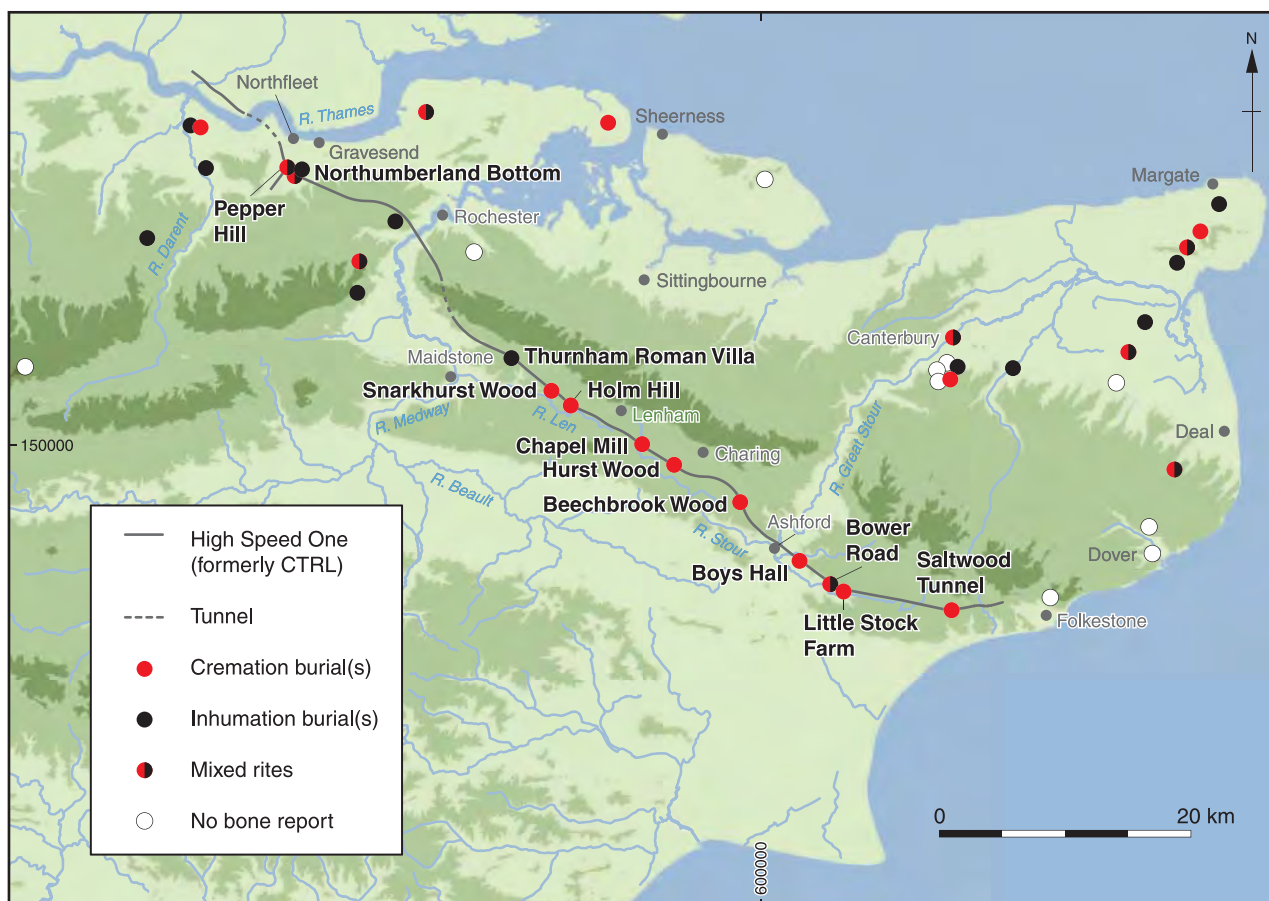 N
Northfleet
R. Thames
Sheerness
Gravesend
Northumberland Bottom
Margate
Pepper
Hill
Rochester
R. Darent
Sittingbourne
Canterbury
Maidstone
Thurnham Roman Villa
Snarkhurst Wood
Holm Hill
Lenham
R. Medway
R. Len
R. Great Stour
Deal
150000
Chapel Mill
Charing
Hurst Wood
R. Beault
Beechbrook Wood
Ashford
Bower
Road
R. Stour
Dover
Boys Hall
Saltwood
Tunnel
Little Stock
Farm
Folkestone
High Speed One
(formerly CTRL)
Tunnel
Cremation burial(s)
Inhumation burial(s)
Mixed rites
No bone report
0
20 km
600000